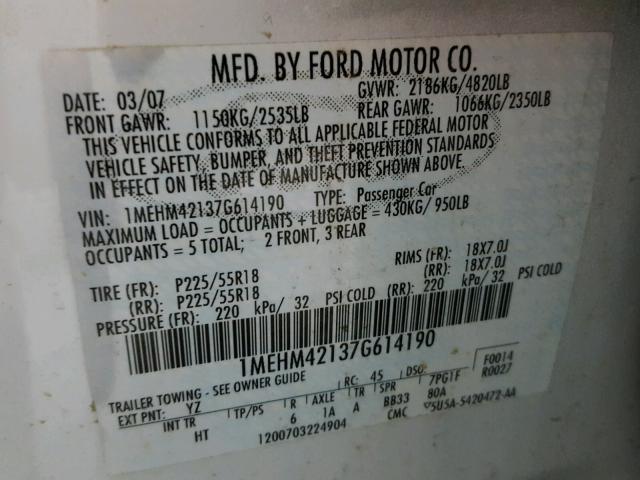 MFD. BY FORD MOTOR CO.
DATE: 03/07 GVWR: 2186KG/4820LB
FRONT GAWR: 1150KG/2535LB REAR GAWR: 1066KG/2350LB
THIS VEHICLE CONFORMS TO ALL APPLICABLE FEDERAL MOTOR
VEHICLE SAFETY, BUMPER, AND THEFT PREVENTION STANDARDS
IN EFFECT ON THE DATE OF MANUFACTURE SHOWN ABOVE.
VIN: 1MEHM42137G614190 TYPE: Passenger Car
MAXIMUM LOAD = OCCUPANTS + LUGGAGE = 430KG/ 950LB
OCCUPANTS = 5 TOTAL; 2 FRONT, 3 REAR
RIMS (FR): 18X7.0J
TIRE (FR): P225/55R18 (RR): 18X7.0J
(RR): P225/55R18
PRESSURE (FR): 220 kPa/ 32 PSI COLD (RR): 220 kPa/ 32 PSI COLD
1MEHM42137G614190
F0014
TRAILER TOWING - SEE OWNER GUIDE RC: 45 DSO: R0027
EXT PNT: YZ
INT TR TP/PS R AXLE TR SPR 7PG1F
HT 6 1A A BB33 80A
1200703224904 CMC ▽5U5A-5420472-AA